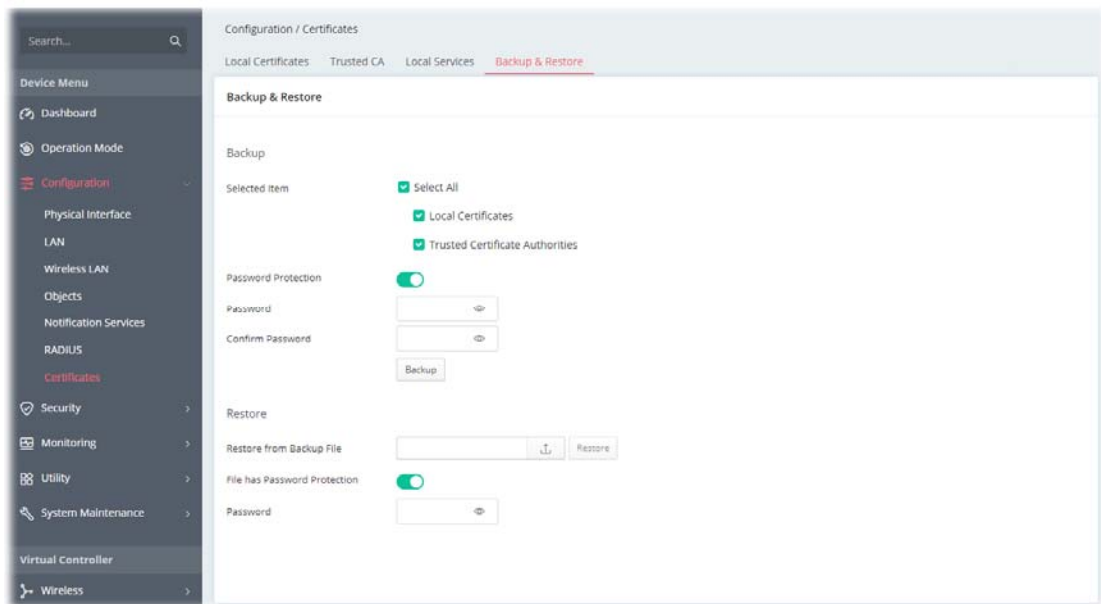 Search...
Device Menu
Dashboard
Operation Mode
Configuration
Physical Interface
LAN
Wireless LAN
Objects
Notification Services
RADIUS
Certificates
Security
Monitoring
Utility
System Maintenance
Virtual Controller
Wireless
Configuration / Certificates
Local Certificates Trusted CA Local Services Backup & Restore
Backup & Restore
Backup
Selected Item Select All
Local Certificates
Trusted Certificate Authorities
Password Protection
Password
Confirm Password
Backup
Restore
Restore from Backup File Restore
File has Password Protection
Password